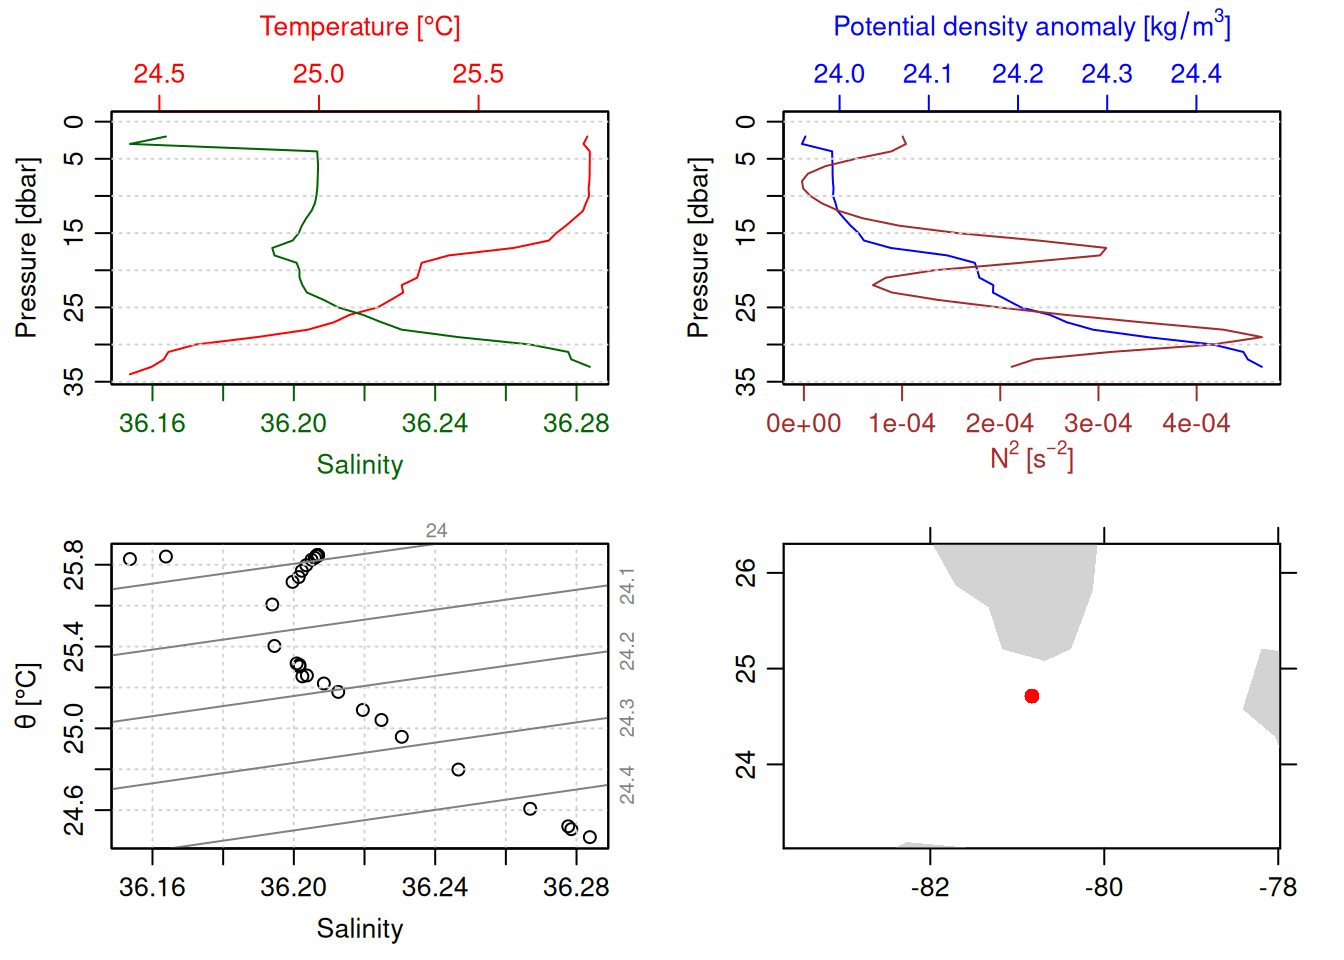 Temperature [°C]
24.5 25.0 25.5
0
5
15
25
35
Pressure [dbar]
36.16 36.20 36.24 36.28
Salinity
Potential density anomaly [kg/m³]
24.0 24.1 24.2 24.3 24.4
0
5
15
25
35
Pressure [dbar]
0e+00 1e-04 2e-04 3e-04 4e-04
N² [s⁻²]
24
25.8
25.4
25.0
24.6
θ [°C]
24.1
24.2
24.3
24.4
36.16 36.20 36.24 36.28
Salinity
26
25
24
-82 -80 -78